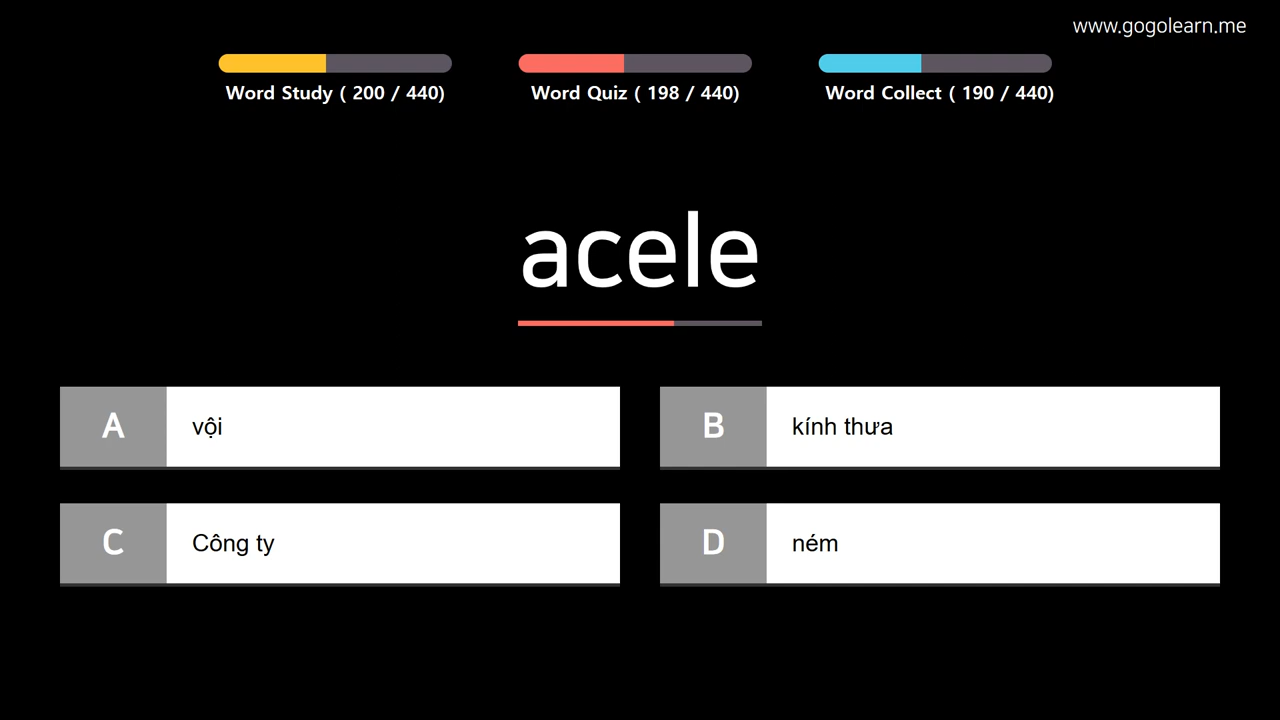 www.gogolearn.me
Word Study ( 200 / 440)
Word Quiz ( 198 / 440)
Word Collect ( 190 / 440)
acele
A vội
B kính thưa
C Công ty
D ném